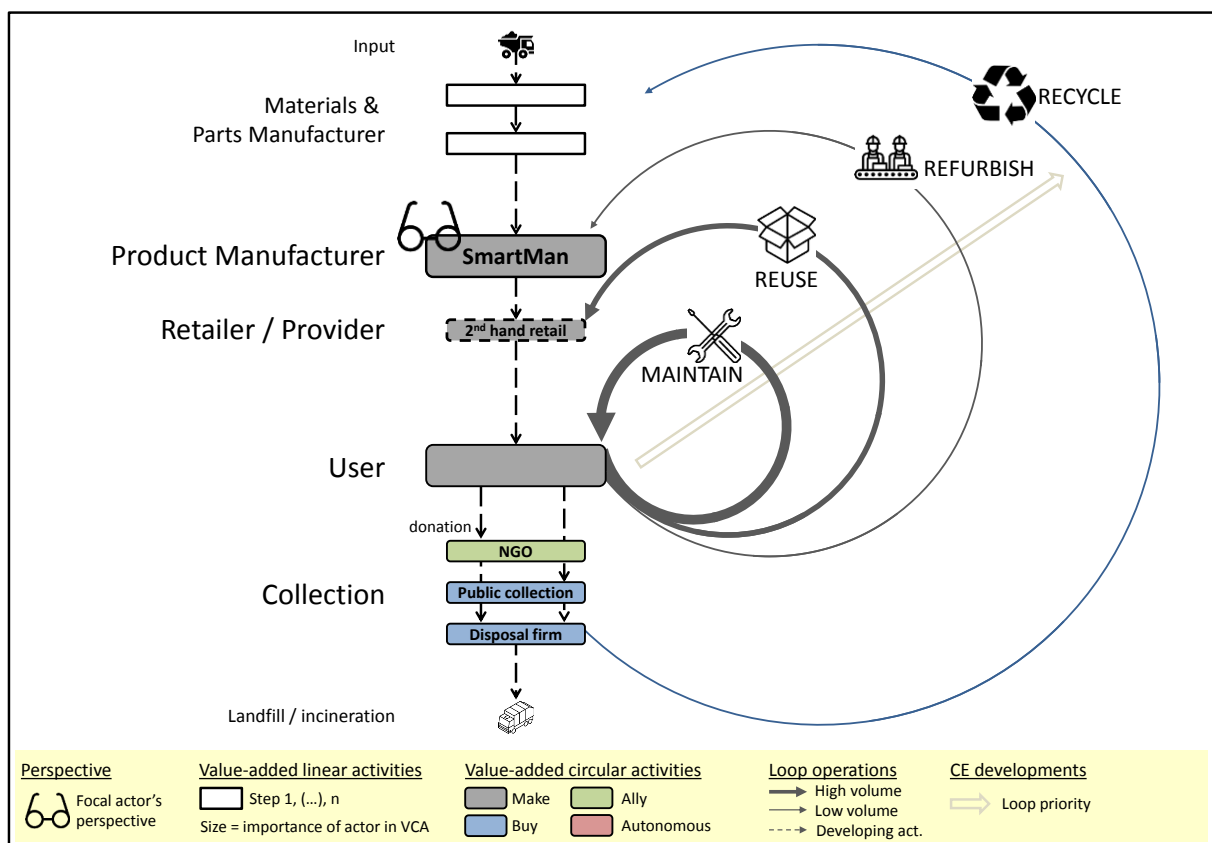 Input
RECYCLE
Materials &
Parts Manufacturer
REFURBISH
Product Manufacturer
SmartMan
REUSE
Retailer / Provider
2nd hand retail
MAINTAIN
User
donation
NGO
Collection
Public collection
Disposal firm
Landfill / incineration
Perspective
Focal actor's
perspective
Value-added linear activities
Step 1, (…), n
Size = importance of actor in VCA
Value-added circular activities
Make
Ally
Buy
Autonomous
Loop operations
High volume
Low volume
Developing act.
CE developments
Loop priority